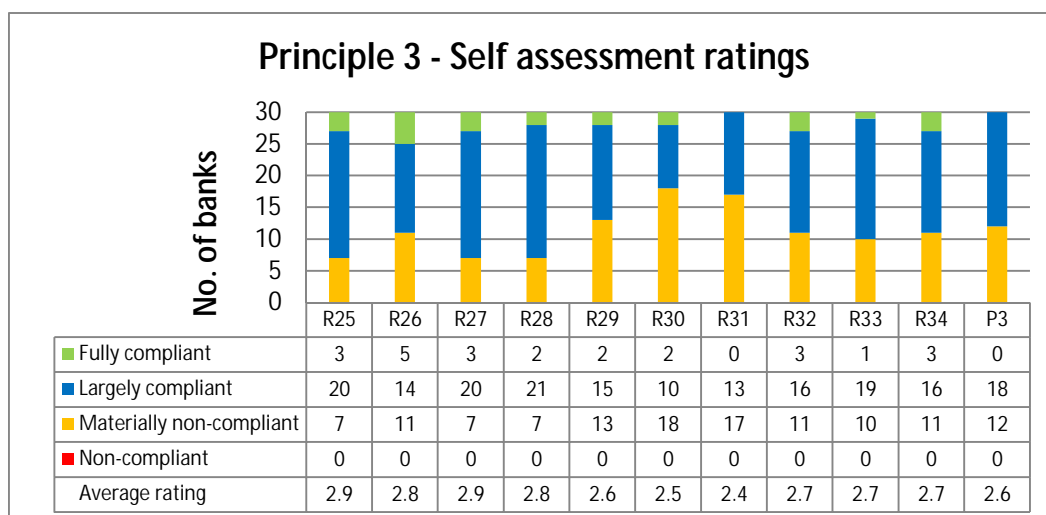 Principle 3 - Self assessment ratings
No. of banks
30
25
20
15
10
5
0
R25 R26 R27 R28 R29 R30 R31 R32 R33 R34 P3
Fully compliant 3 5 3 2 2 2 0 3 1 3 0
Largely compliant 20 14 20 21 15 10 13 16 19 16 18
Materially non-compliant 7 11 7 7 13 18 17 11 10 11 12
Non-compliant 0 0 0 0 0 0 0 0 0 0 0
Average rating 2.9 2.8 2.9 2.8 2.6 2.5 2.4 2.7 2.7 2.7 2.6